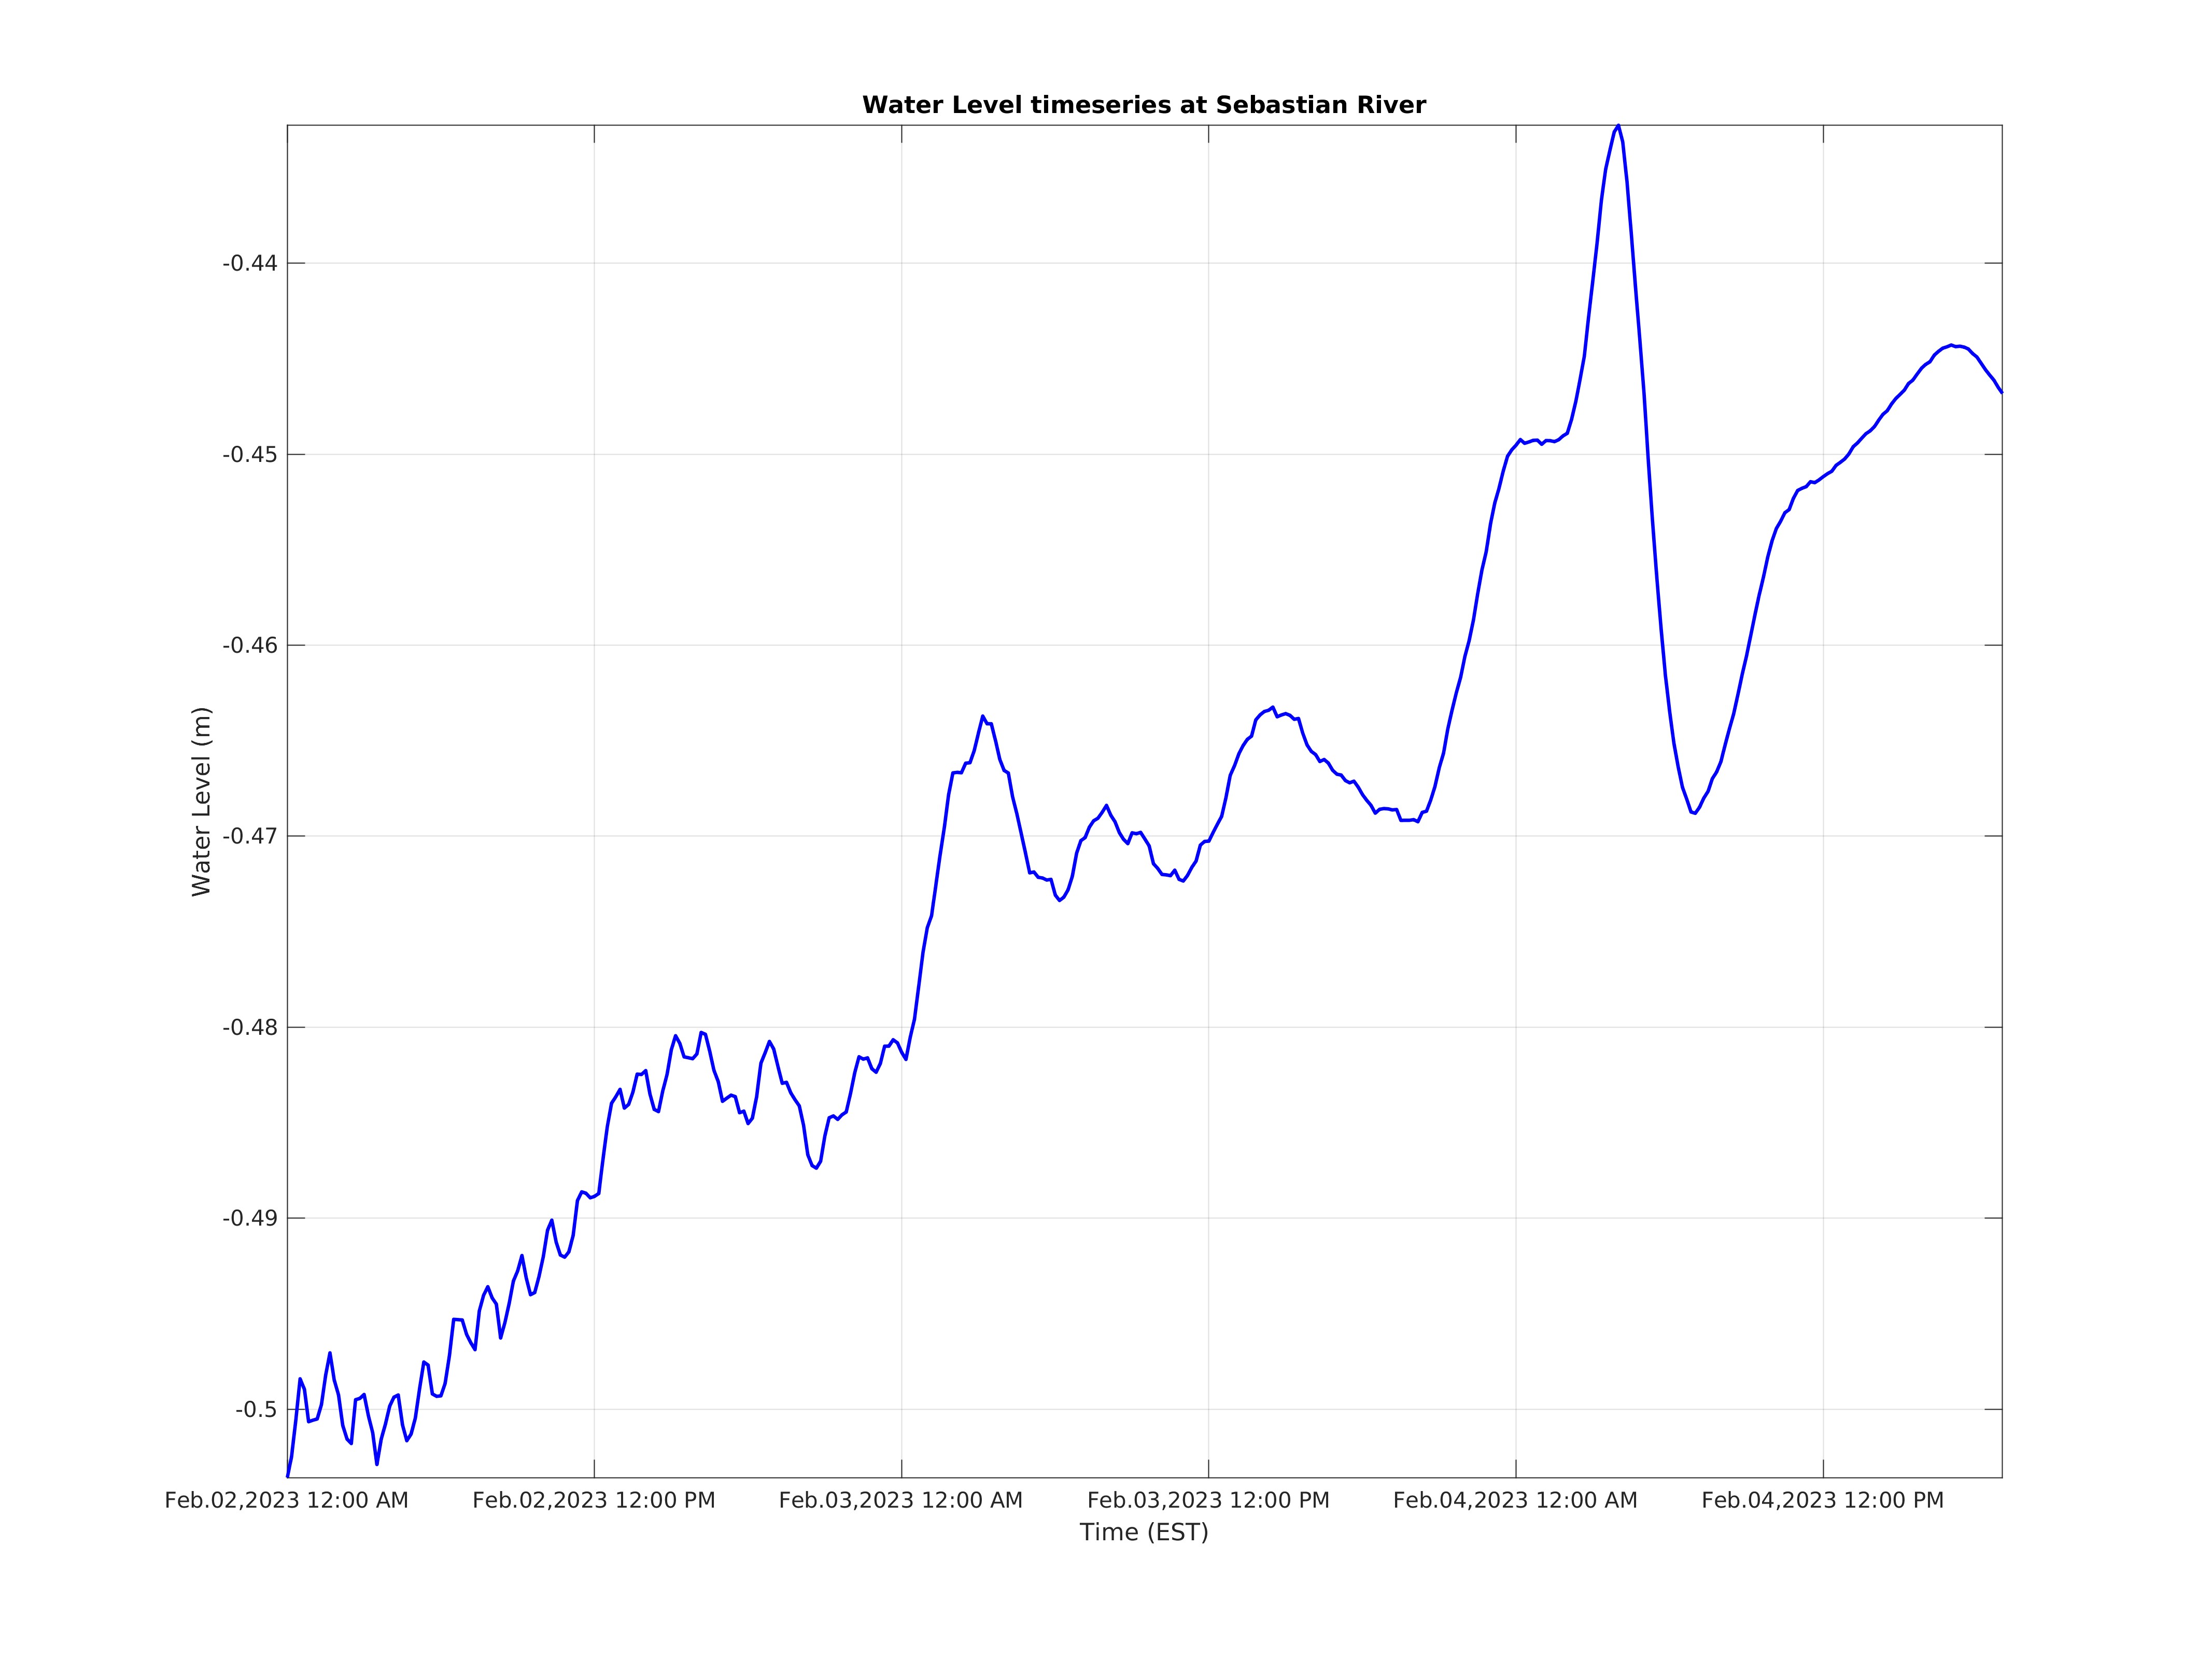 Water Level timeseries at Sebastian River
-0.44
-0.45
-0.46
-0.47
-0.48
-0.49
-0.5
Water Level (m)
Feb.02,2023 12:00 AM Feb.02,2023 12:00 PM Feb.03,2023 12:00 AM Feb.03,2023 12:00 PM Feb.04,2023 12:00 AM Feb.04,2023 12:00 PM
Time (EST)